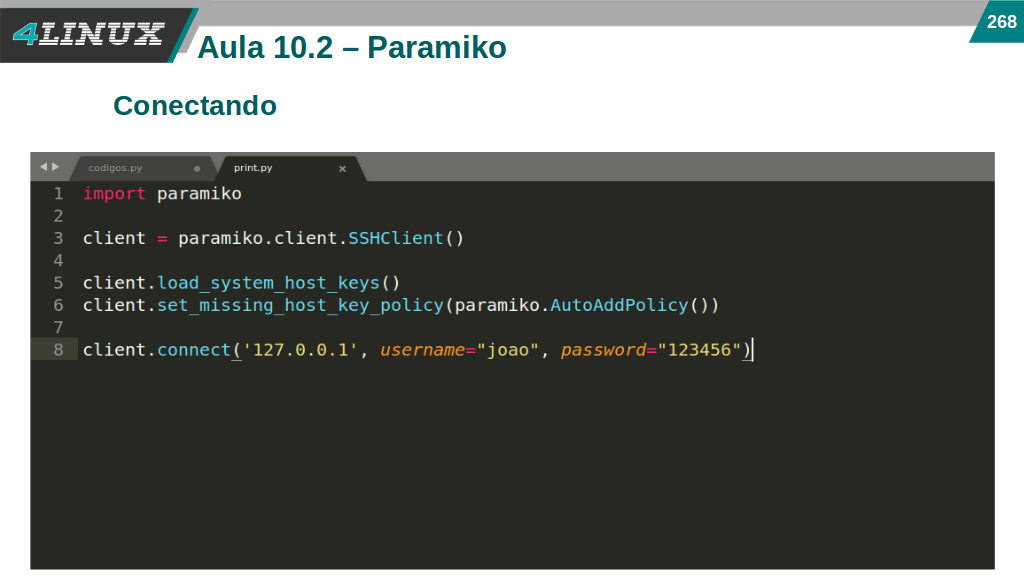 4LINUX
268
Aula 10.2 – Paramiko
Conectando
codigos.py
print.py
1 import paramiko
2
3 client = paramiko.client.SSHClient()
4
5 client.load_system_host_keys()
6 client.set_missing_host_key_policy(paramiko.AutoAddPolicy())
7
8 client.connect('127.0.0.1', username="joao", password="123456")